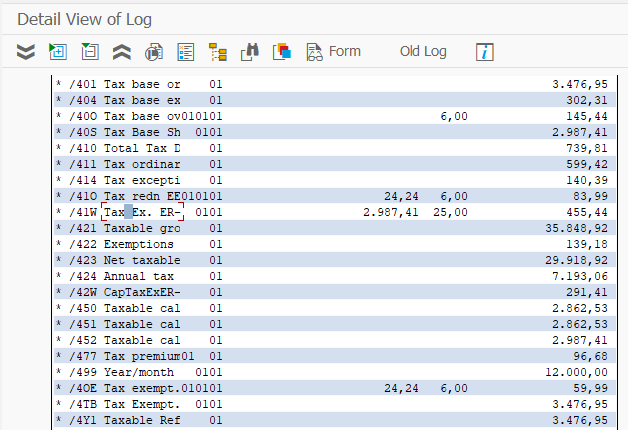 Detail View of Log
Form Old Log
* /401 Tax base or 01 3.476,95
* /404 Tax base ex 01 302,31
* /40O Tax base ov010101 6,00 145,44
* /40S Tax Base Sh 0101 2.987,41
* /410 Total Tax D 01 739,81
* /411 Tax ordinar 01 599,42
* /414 Tax excepti 01 140,39
* /41O Tax redn EE010101 24,24 6,00 83,99
* /41W Tax Ex. ER- 0101 2.987,41 25,00 455,44
* /421 Taxable gro 01 35.848,92
* /422 Exemptions 01 139,18
* /423 Net taxable 01 29.918,92
* /424 Annual tax 01 7.193,06
* /42W CapTaxExER- 01 291,41
* /450 Taxable cal 01 2.862,53
* /451 Taxable cal 01 2.862,53
* /452 Taxable cal 01 2.987,41
* /477 Tax premium01 01 96,68
* /499 Year/month 0101 12.000,00
* /4OE Tax exempt.010101 24,24 6,00 59,99
* /4TB Tax Exempt. 0101 3.476,95
* /4Y1 Taxable Ref 01 3.476,95